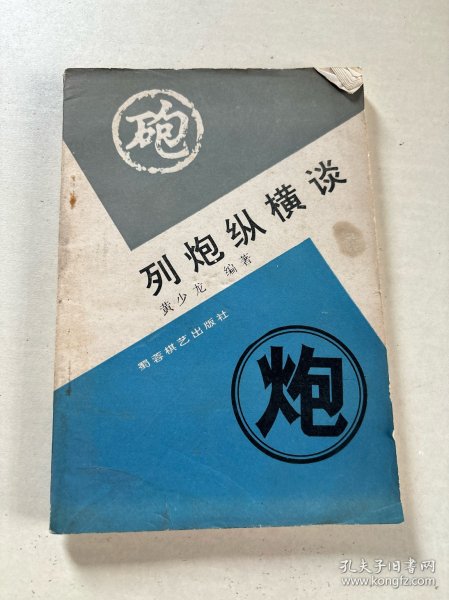 砲
列炮纵横谈
黄少龙 编著
蜀蓉棋艺出版社
炮
孔夫子旧书网
www.kongfz.com